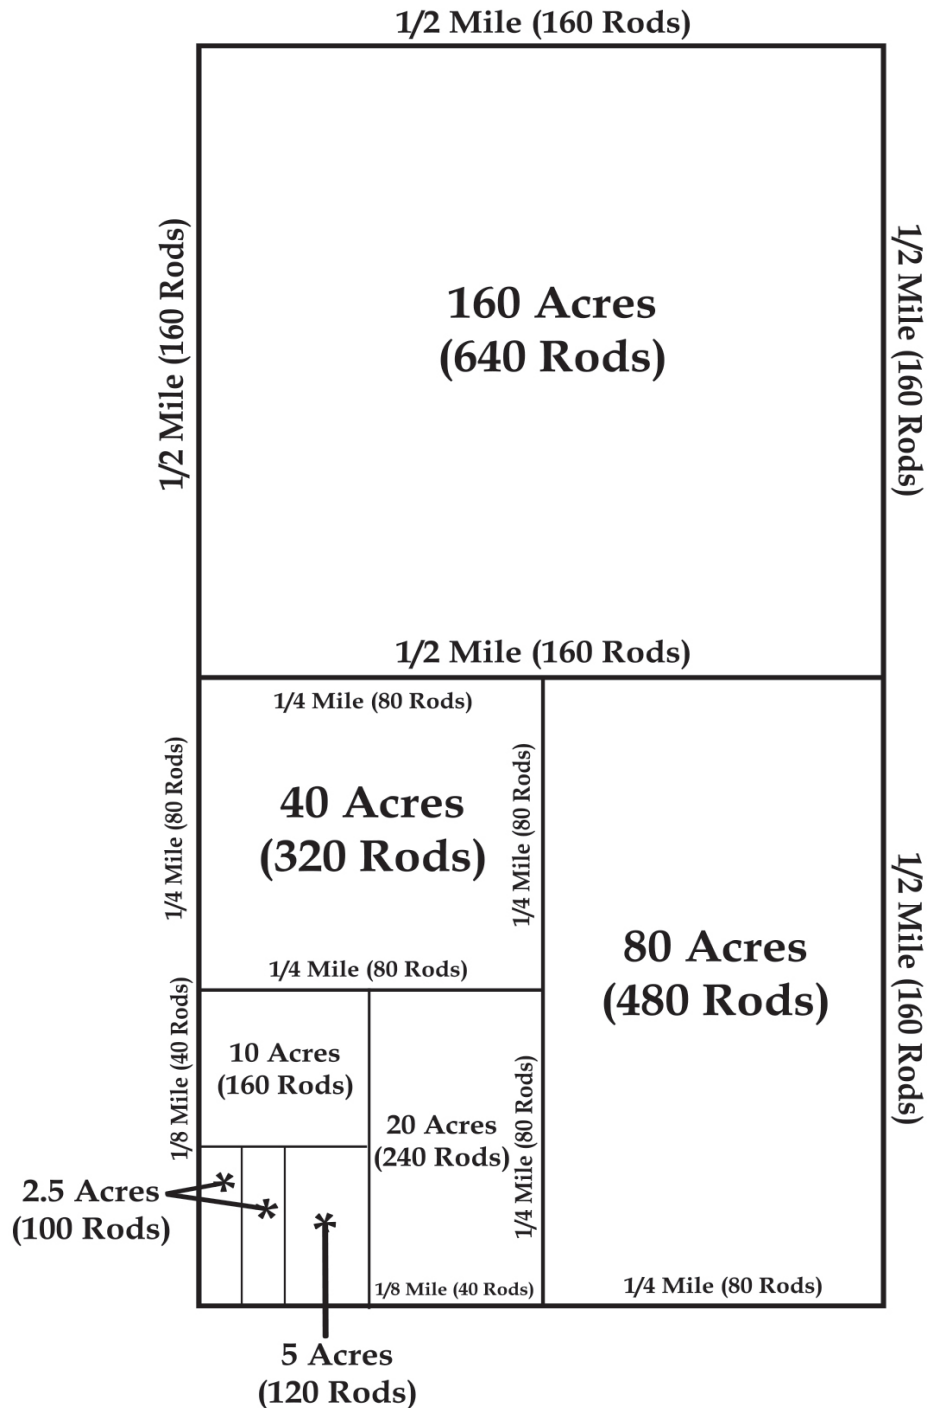 1/2 Mile (160 Rods)
1/2 Mile (160 Rods)
160 Acres
(640 Rods)
1/2 Mile (160 Rods)
1/2 Mile (160 Rods)
1/4 Mile (80 Rods)
1/4 Mile (80 Rods)
40 Acres
(320 Rods)
1/4 Mile (80 Rods)
1/4 Mile (80 Rods)
80 Acres
(480 Rods)
1/2 Mile (160 Rods)
1/8 Mile (40 Rods)
10 Acres
(160 Rods)
20 Acres
(240 Rods)
1/4 Mile (80 Rods)
2.5 Acres
(100 Rods)
*
*
*
1/8 Mile (40 Rods)
1/4 Mile (80 Rods)
5 Acres
(120 Rods)